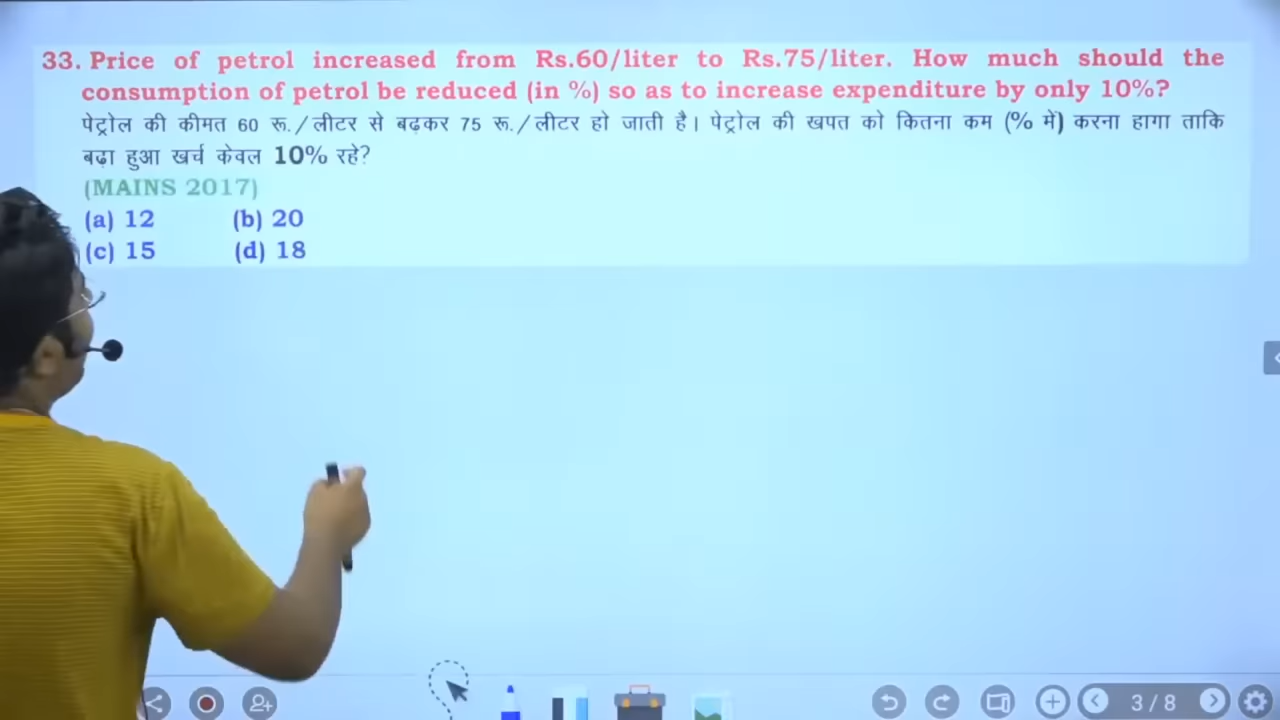 33. Price of petrol increased from Rs.60/liter to Rs.75/liter. How much should the
consumption of petrol be reduced (in %) so as to increase expenditure by only 10%?
पेट्रोल की कीमत 60 रू./लीटर से बढ़कर 75 रू./लीटर हो जाती है। पेट्रोल की खपत को कितना कम (% में) करना हागा ताकि
बढा हुआ खर्च केवल 10% रहे?
(MAINS 2017)
(a) 12 (b) 20
(c) 15 (d) 18
3 / 8